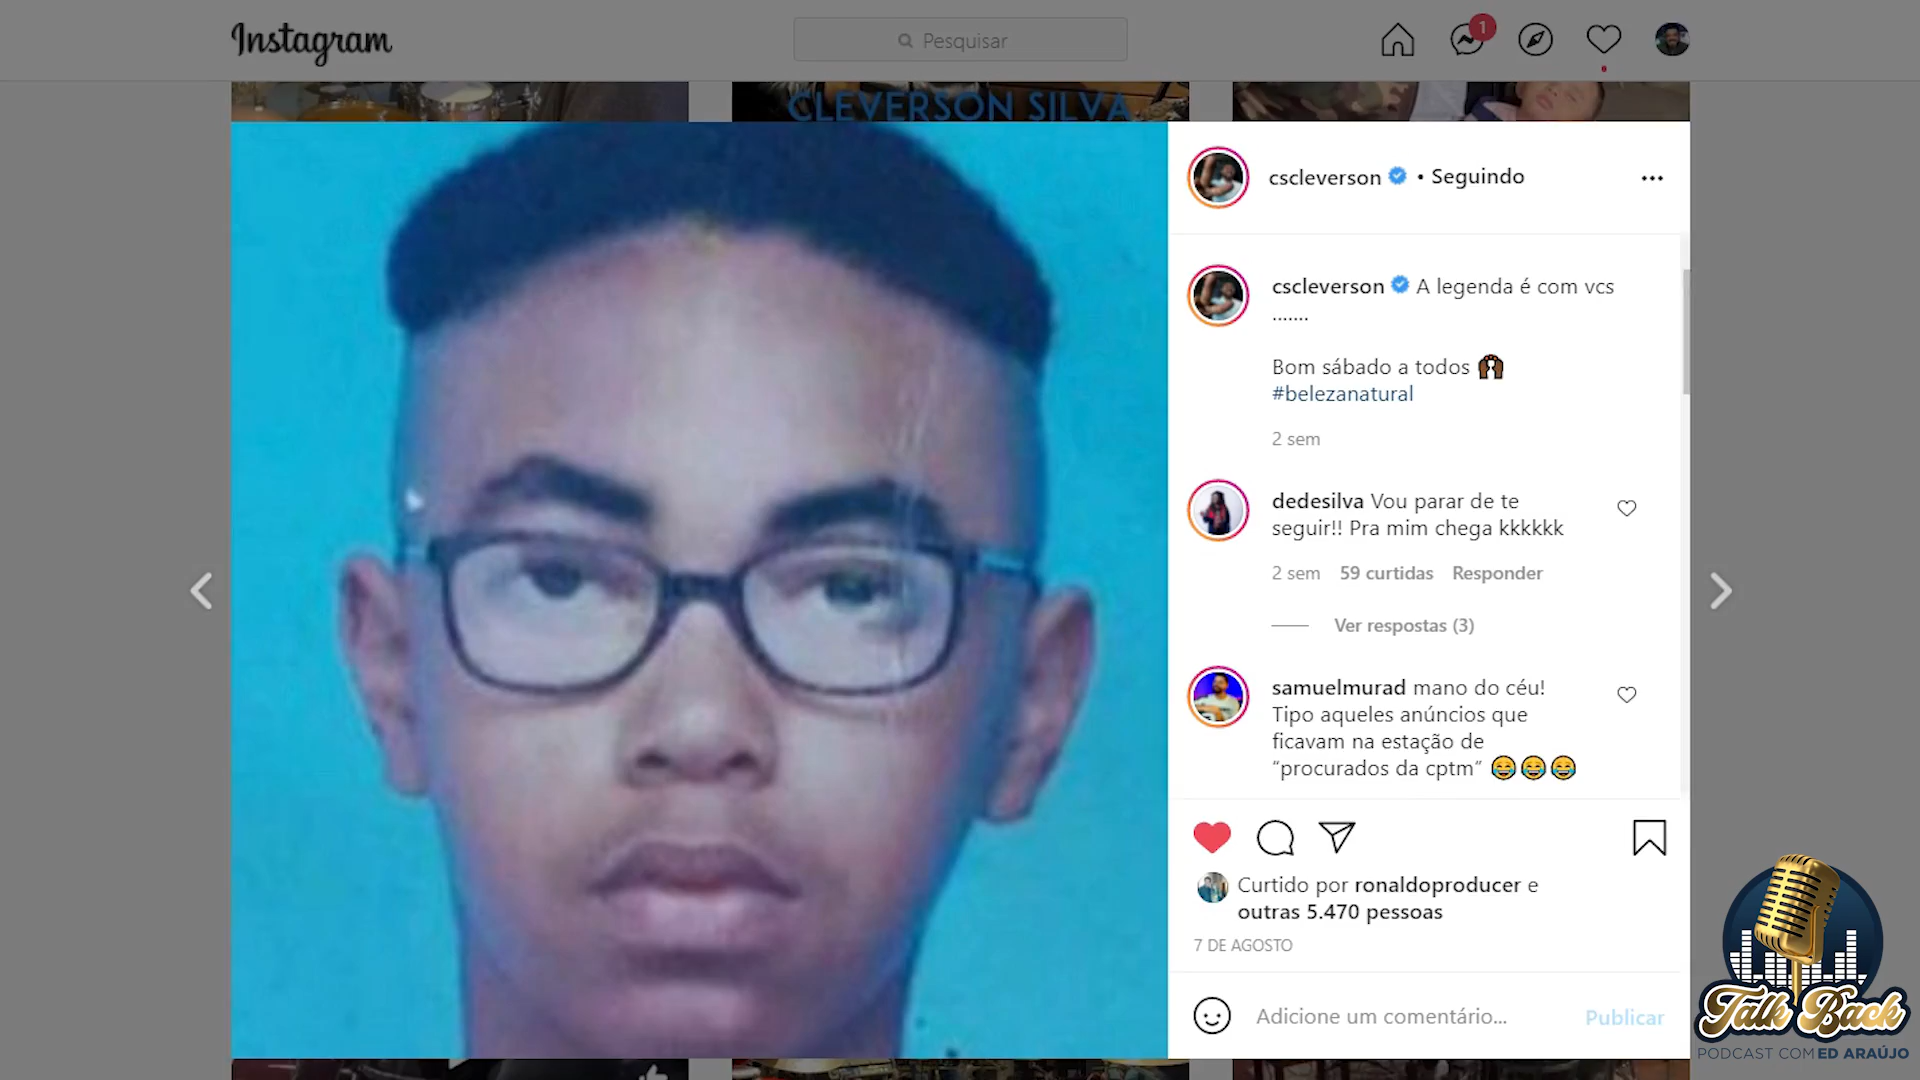 Instagram
Pesquisar
1
CLEVERSON SILVA
cscleverson • Seguindo
cscleverson A legenda é com vcs
.......
Bom sábado a todos
#belezanatural
2 sem
dedesilva Vou parar de te
seguir!! Pra mim chega kkkkkk
2 sem 59 curtidas Responder
Ver respostas (3)
samuelmurad mano do céu!
Tipo aqueles anúncios que
ficavam na estação de
“procurados da cptm” 😂😂😂
Curtido por ronaldoproducer e
outras 5.470 pessoas
7 DE AGOSTO
Adicione um comentário... Publicar
Talk Back
PODCAST COM ED ARAÚJO